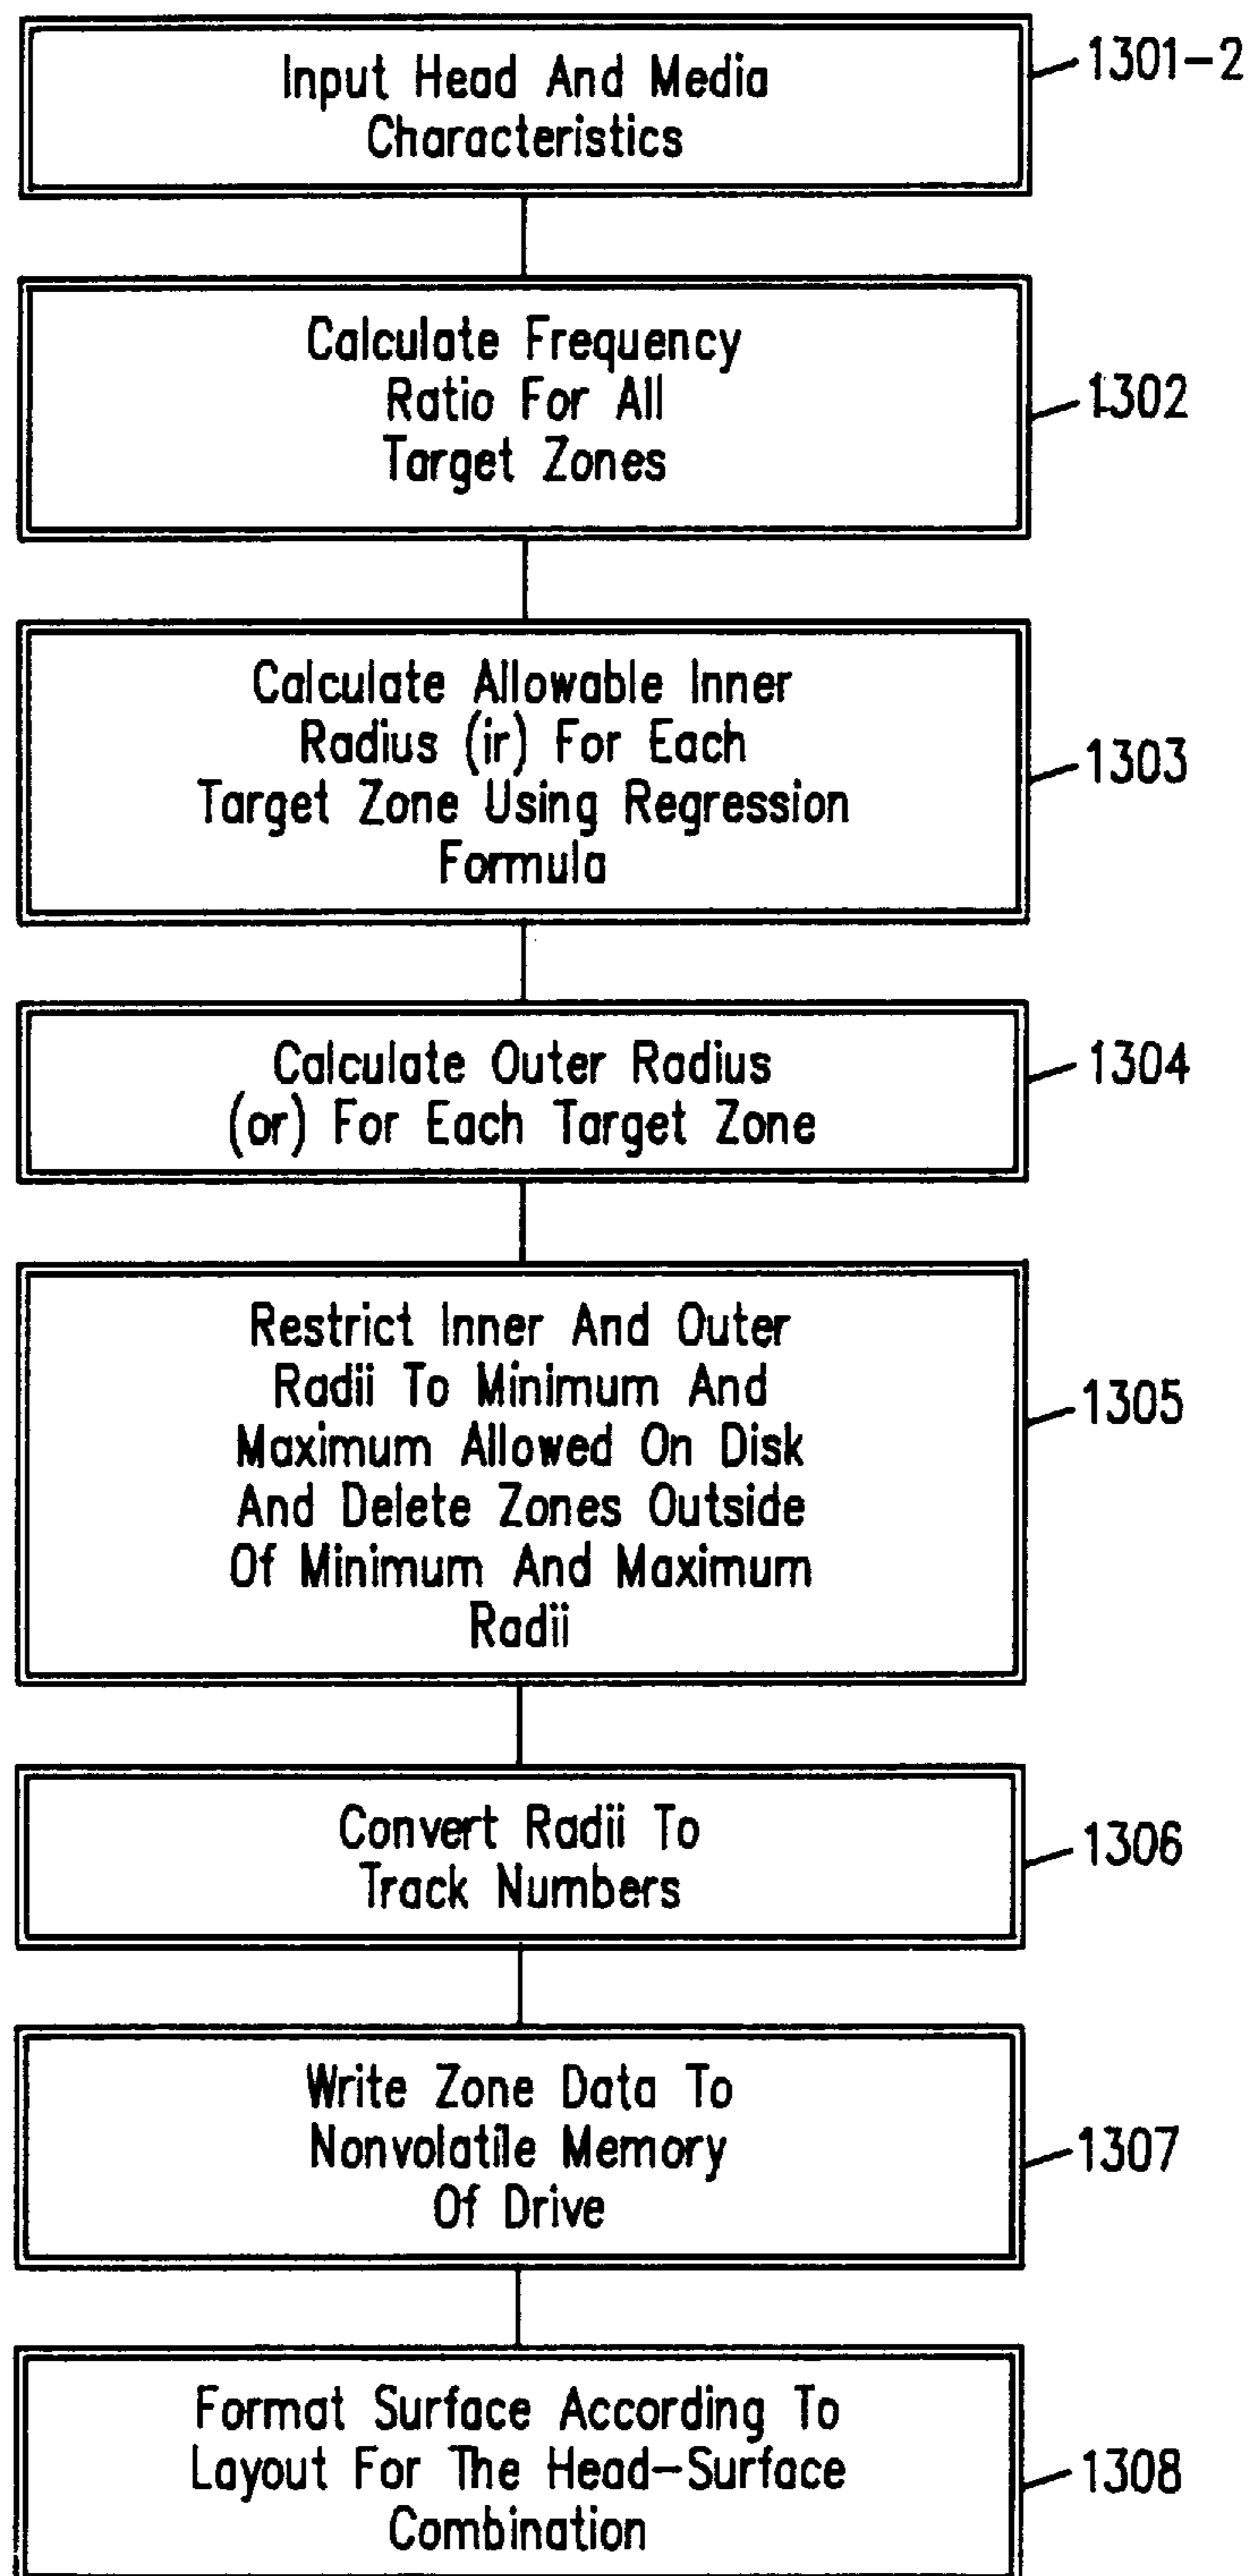 Input Head And Media
Characteristics
1301-2
Calculate Frequency
Ratio For All
Target Zones
1302
Calculate Allowable Inner
Radius (ir) For Each
Target Zone Using Regression
Formula
1303
Calculate Outer Radius
(or) For Each Target Zone
1304
Restrict Inner And Outer
Radii To Minimum And
Maximum Allowed On Disk
And Delete Zones Outside
Of Minimum And Maximum
Radii
1305
Convert Radii To
Track Numbers
1306
Write Zone Data To
Nonvolatile Memory
Of Drive
1307
Format Surface According To
Layout For The Head-Surface
Combination
1308